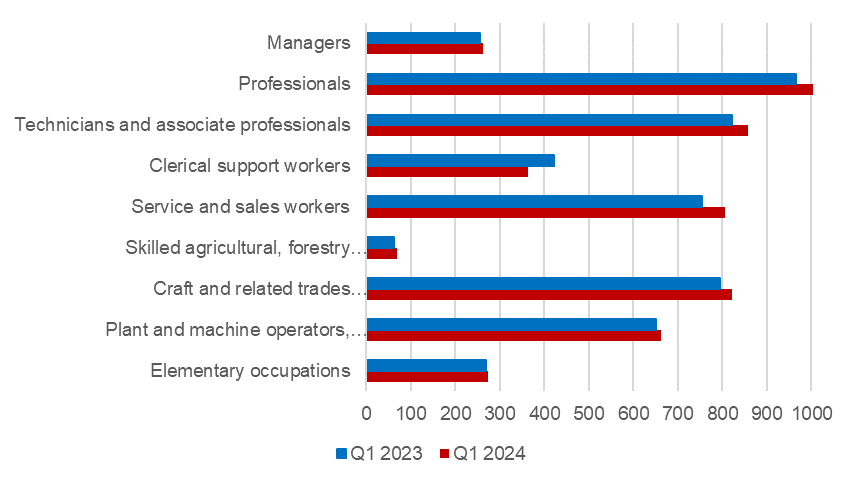 Managers
Professionals
Technicians and associate professionals
Clerical support workers
Service and sales workers
Skilled agricultural, forestry…
Craft and related trades…
Plant and machine operators,…
Elementary occupations
0 100 200 300 400 500 600 700 800 900 1000
Q1 2023 Q1 2024